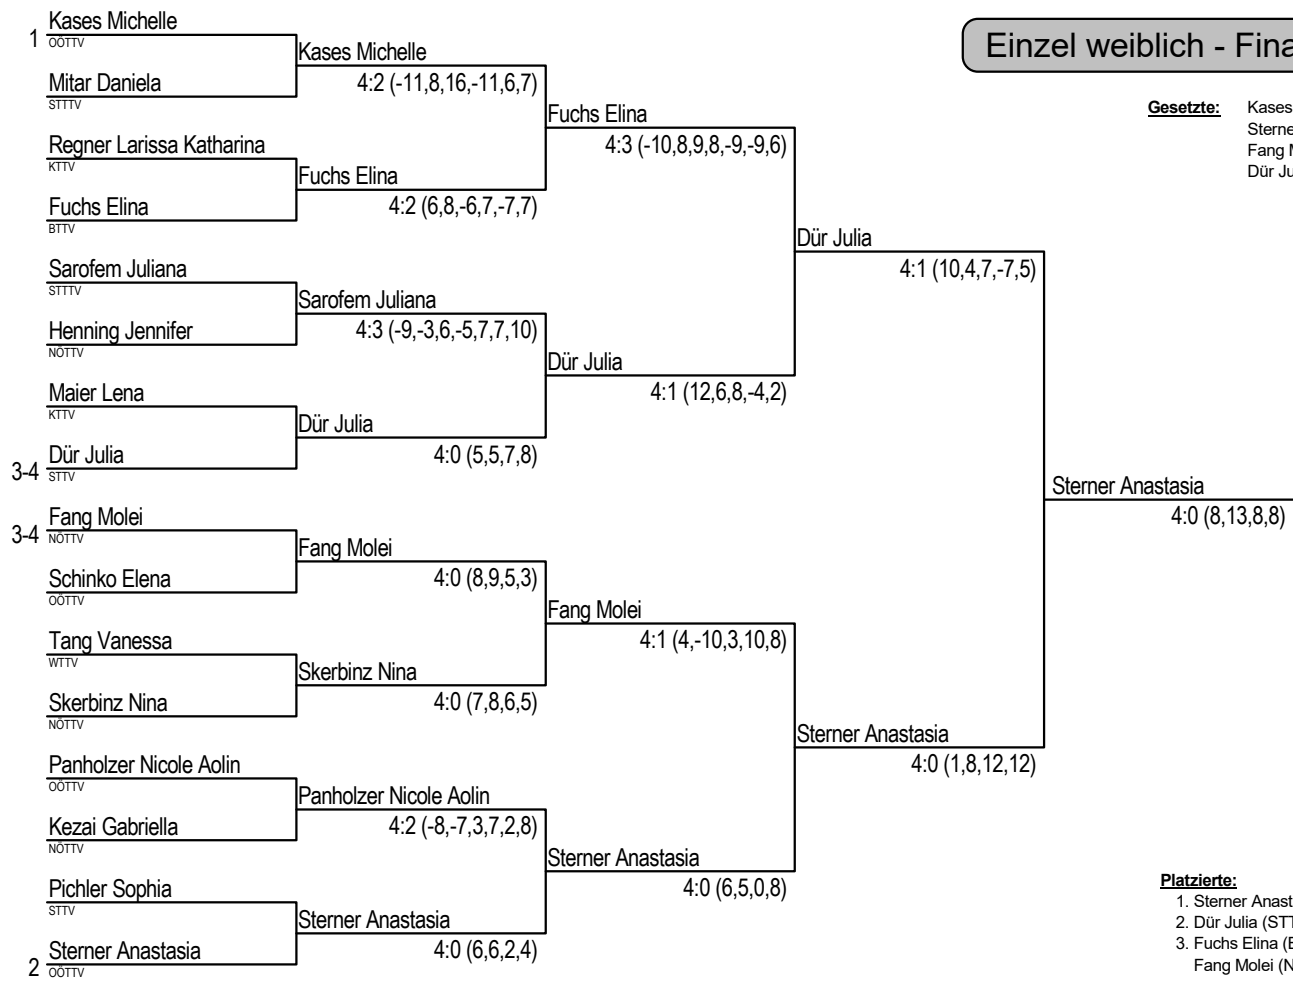 Einzel weiblich - Fina
Gesetzte: Kases
Sterne
Fang M
Dür Ju
1 Kases Michelle
OÖTTV
Mitar Daniela
STTTV
Regner Larissa Katharina
KTTV
Fuchs Elina
BTTV
Sarofem Juliana
STTTV
Henning Jennifer
NÖTTV
Maier Lena
KTTV
3-4 Dür Julia
STTV
3-4 Fang Molei
NÖTTV
Schinko Elena
OÖTTV
Tang Vanessa
WTTV
Skerbinz Nina
NÖTTV
Panholzer Nicole Aolin
OÖTTV
Kezai Gabriella
NÖTTV
Pichler Sophia
STTV
2 Sterner Anastasia
OÖTTV
Kases Michelle
4:2 (-11,8,16,-11,6,7)
Fuchs Elina
4:2 (6,8,-6,7,-7,7)
Sarofem Juliana
4:3 (-9,-3,6,-5,7,7,10)
Dür Julia
4:0 (5,5,7,8)
Fang Molei
4:0 (8,9,5,3)
Skerbinz Nina
4:0 (7,8,6,5)
Panholzer Nicole Aolin
4:2 (-8,-7,3,7,2,8)
Sterner Anastasia
4:0 (6,6,2,4)
Fuchs Elina
4:3 (-10,8,9,8,-9,-9,6)
Dür Julia
4:1 (12,6,8,-4,2)
Fang Molei
4:1 (4,-10,3,10,8)
Sterner Anastasia
4:0 (6,5,0,8)
Dür Julia
4:1 (10,4,7,-7,5)
Sterner Anastasia
4:0 (1,8,12,12)
Sterner Anastasia
4:0 (8,13,8,8)
Platzierte:
1. Sterner Anast
2. Dür Julia (STT
3. Fuchs Elina (B
Fang Molei (N